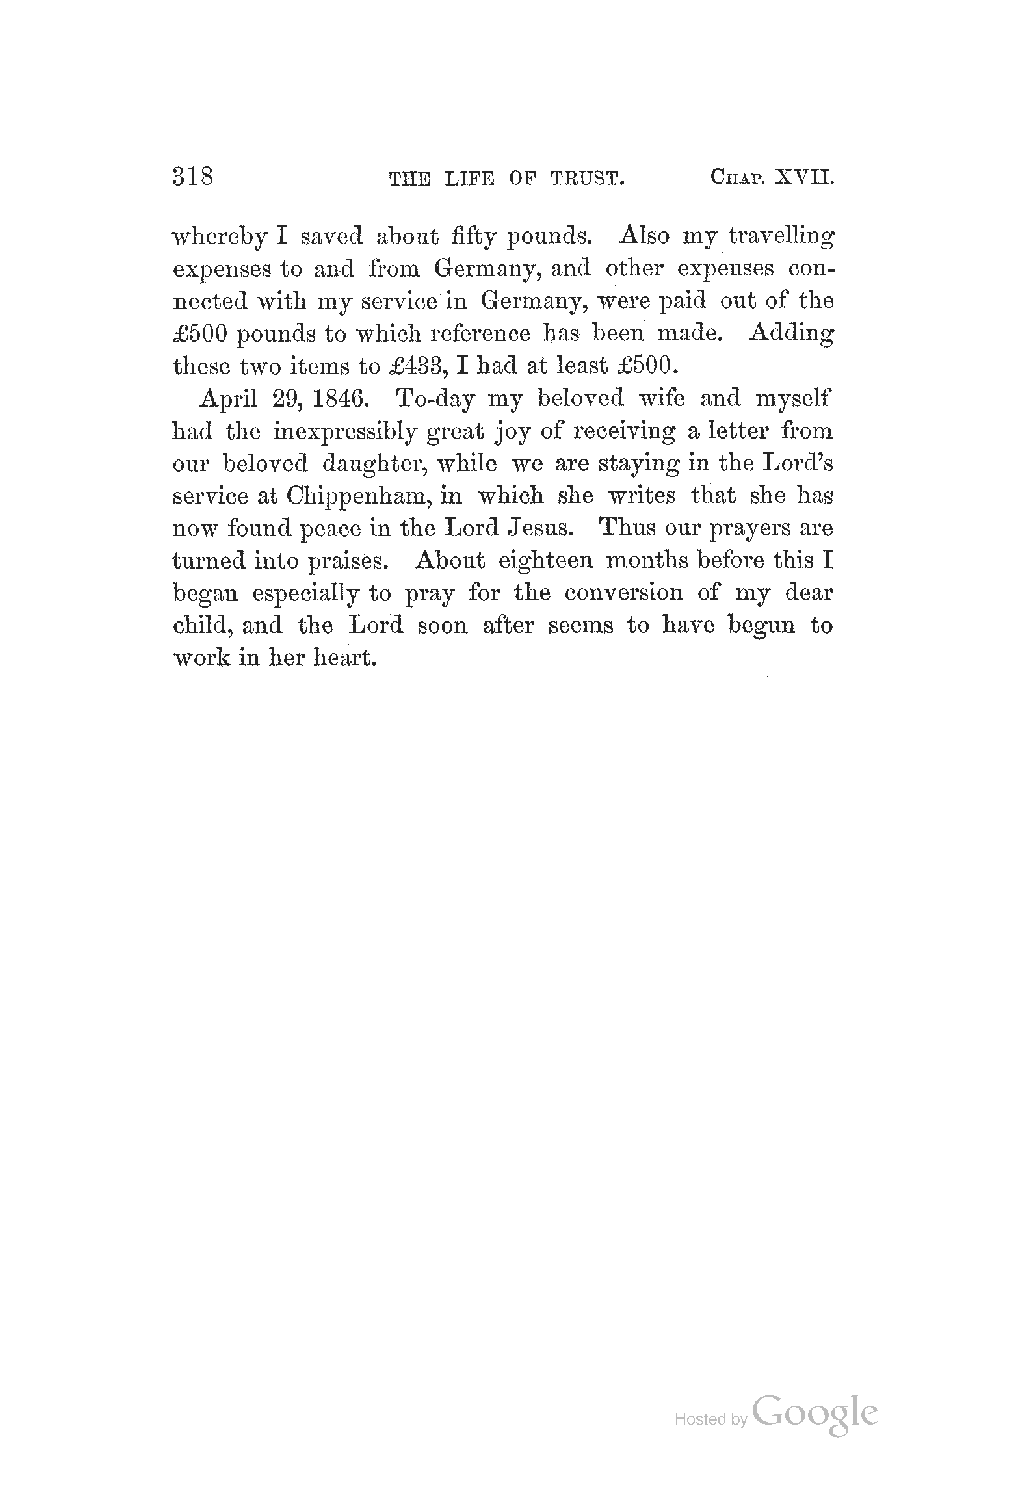 318 THE LIFE OF TRUST. CHAP. XVII.
whereby I saved about fifty pounds. Also my travelling
expenses to and from Germany, and other expenses con-
nected with my service in Germany, were paid out of the
£500 pounds to which reference has been made. Adding
these two items to £433, I had at least £500.
April 29, 1846. To-day my beloved wife and myself
had the inexpressibly great joy of receiving a letter from
our beloved daughter, while we are staying in the Lord's
service at Chippenham, in which she writes that she has
now found peace in the Lord Jesus. Thus our prayers are
turned into praises. About eighteen months before this I
began especially to pray for the conversion of my dear
child, and the Lord soon after seems to have begun to
work in her heart.
Hosted by Google